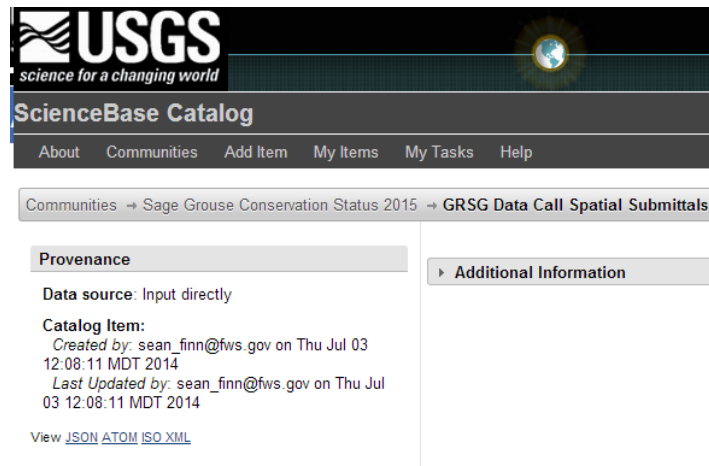 USGS
science for a changing world
ScienceBase Catalog
About Communities Add Item My Items My Tasks Help
Communities → Sage Grouse Conservation Status 2015 → GRSG Data Call Spatial Submittals
Provenance
Data source: Input directly
Catalog Item:
Created by: sean_finn@fws.gov on Thu Jul 03
12:08:11 MDT 2014
Last Updated by: sean_finn@fws.gov on Thu Jul
03 12:08:11 MDT 2014
View JSON ATOM ISO XML
Additional Information